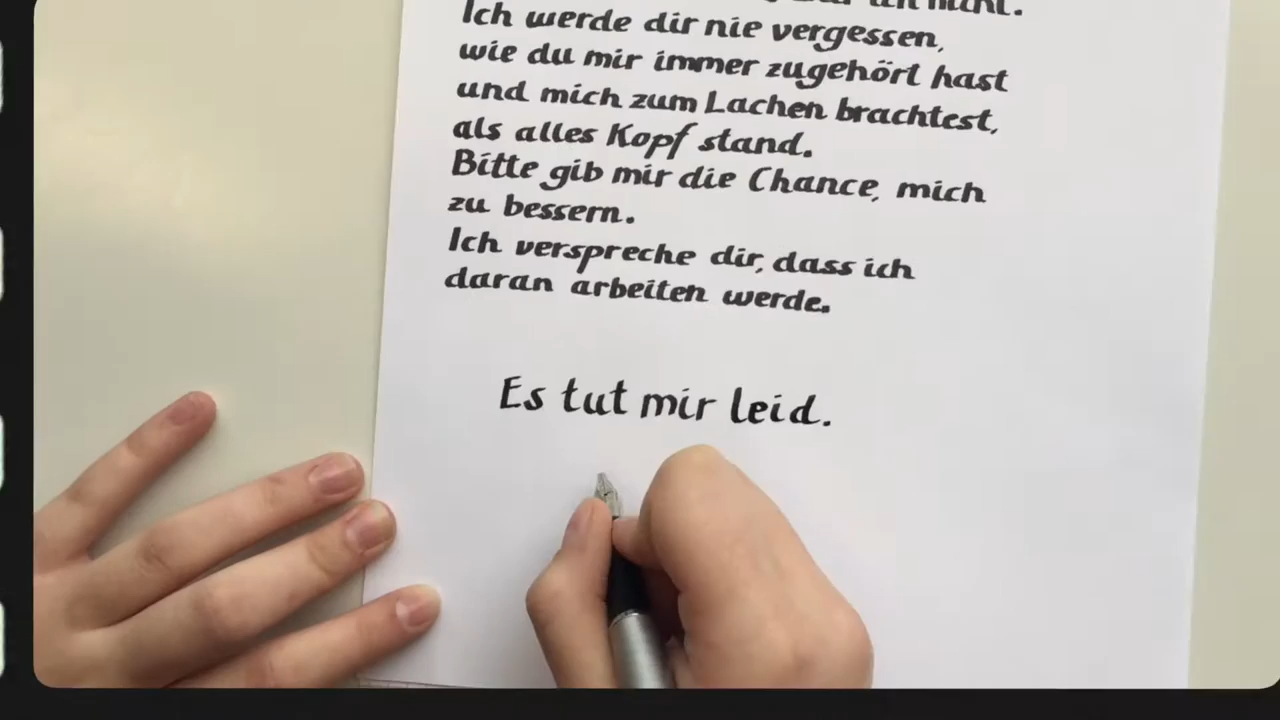 Ich werde dir nie vergessen,
wie du mir immer zugehört hast
und mich zum Lachen brachtest,
als alles Kopf stand.
Bitte gib mir die Chance, mich
zu bessern.
Ich verspreche dir, dass ich
daran arbeiten werde.
Es tut mir leid.